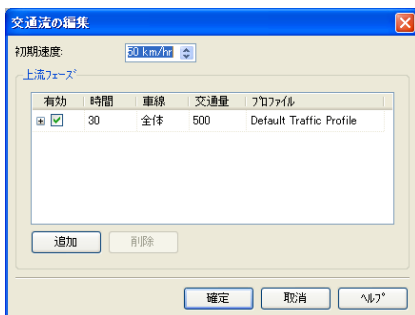 交通流の編集
初期速度: 50 km/hr
上流ﾌｪｰｽﾞ
有効 時間 車線 交通量 ﾌﾟﾛﾌｧｲﾙ
30 全体 500 Default Traffic Profile
追加 削除
確定 取消 ﾍﾙﾌﾟ